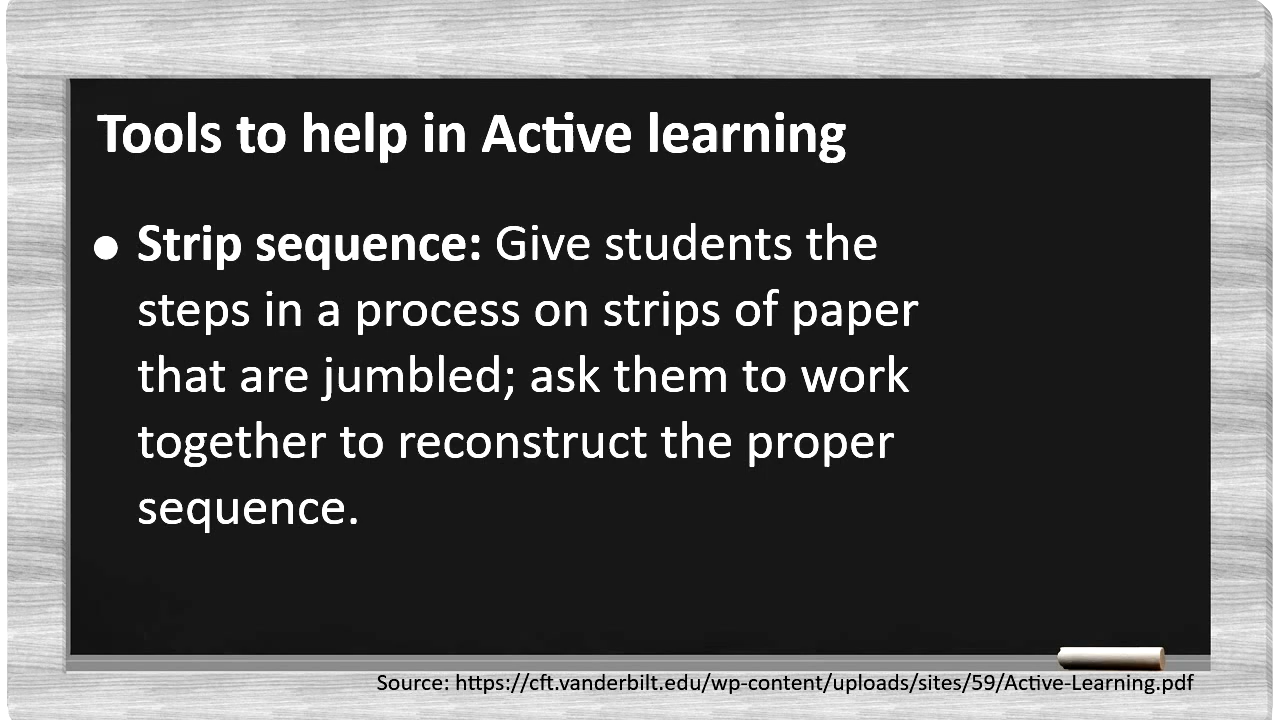 Tools to help in Active learning
● Strip sequence: Give students the
steps in a process on strips of paper
that are jumbled; ask them to work
together to reconstruct the proper
sequence.
Source: https://cft.vanderbilt.edu/wp-content/uploads/sites/59/Active-Learning.pdf